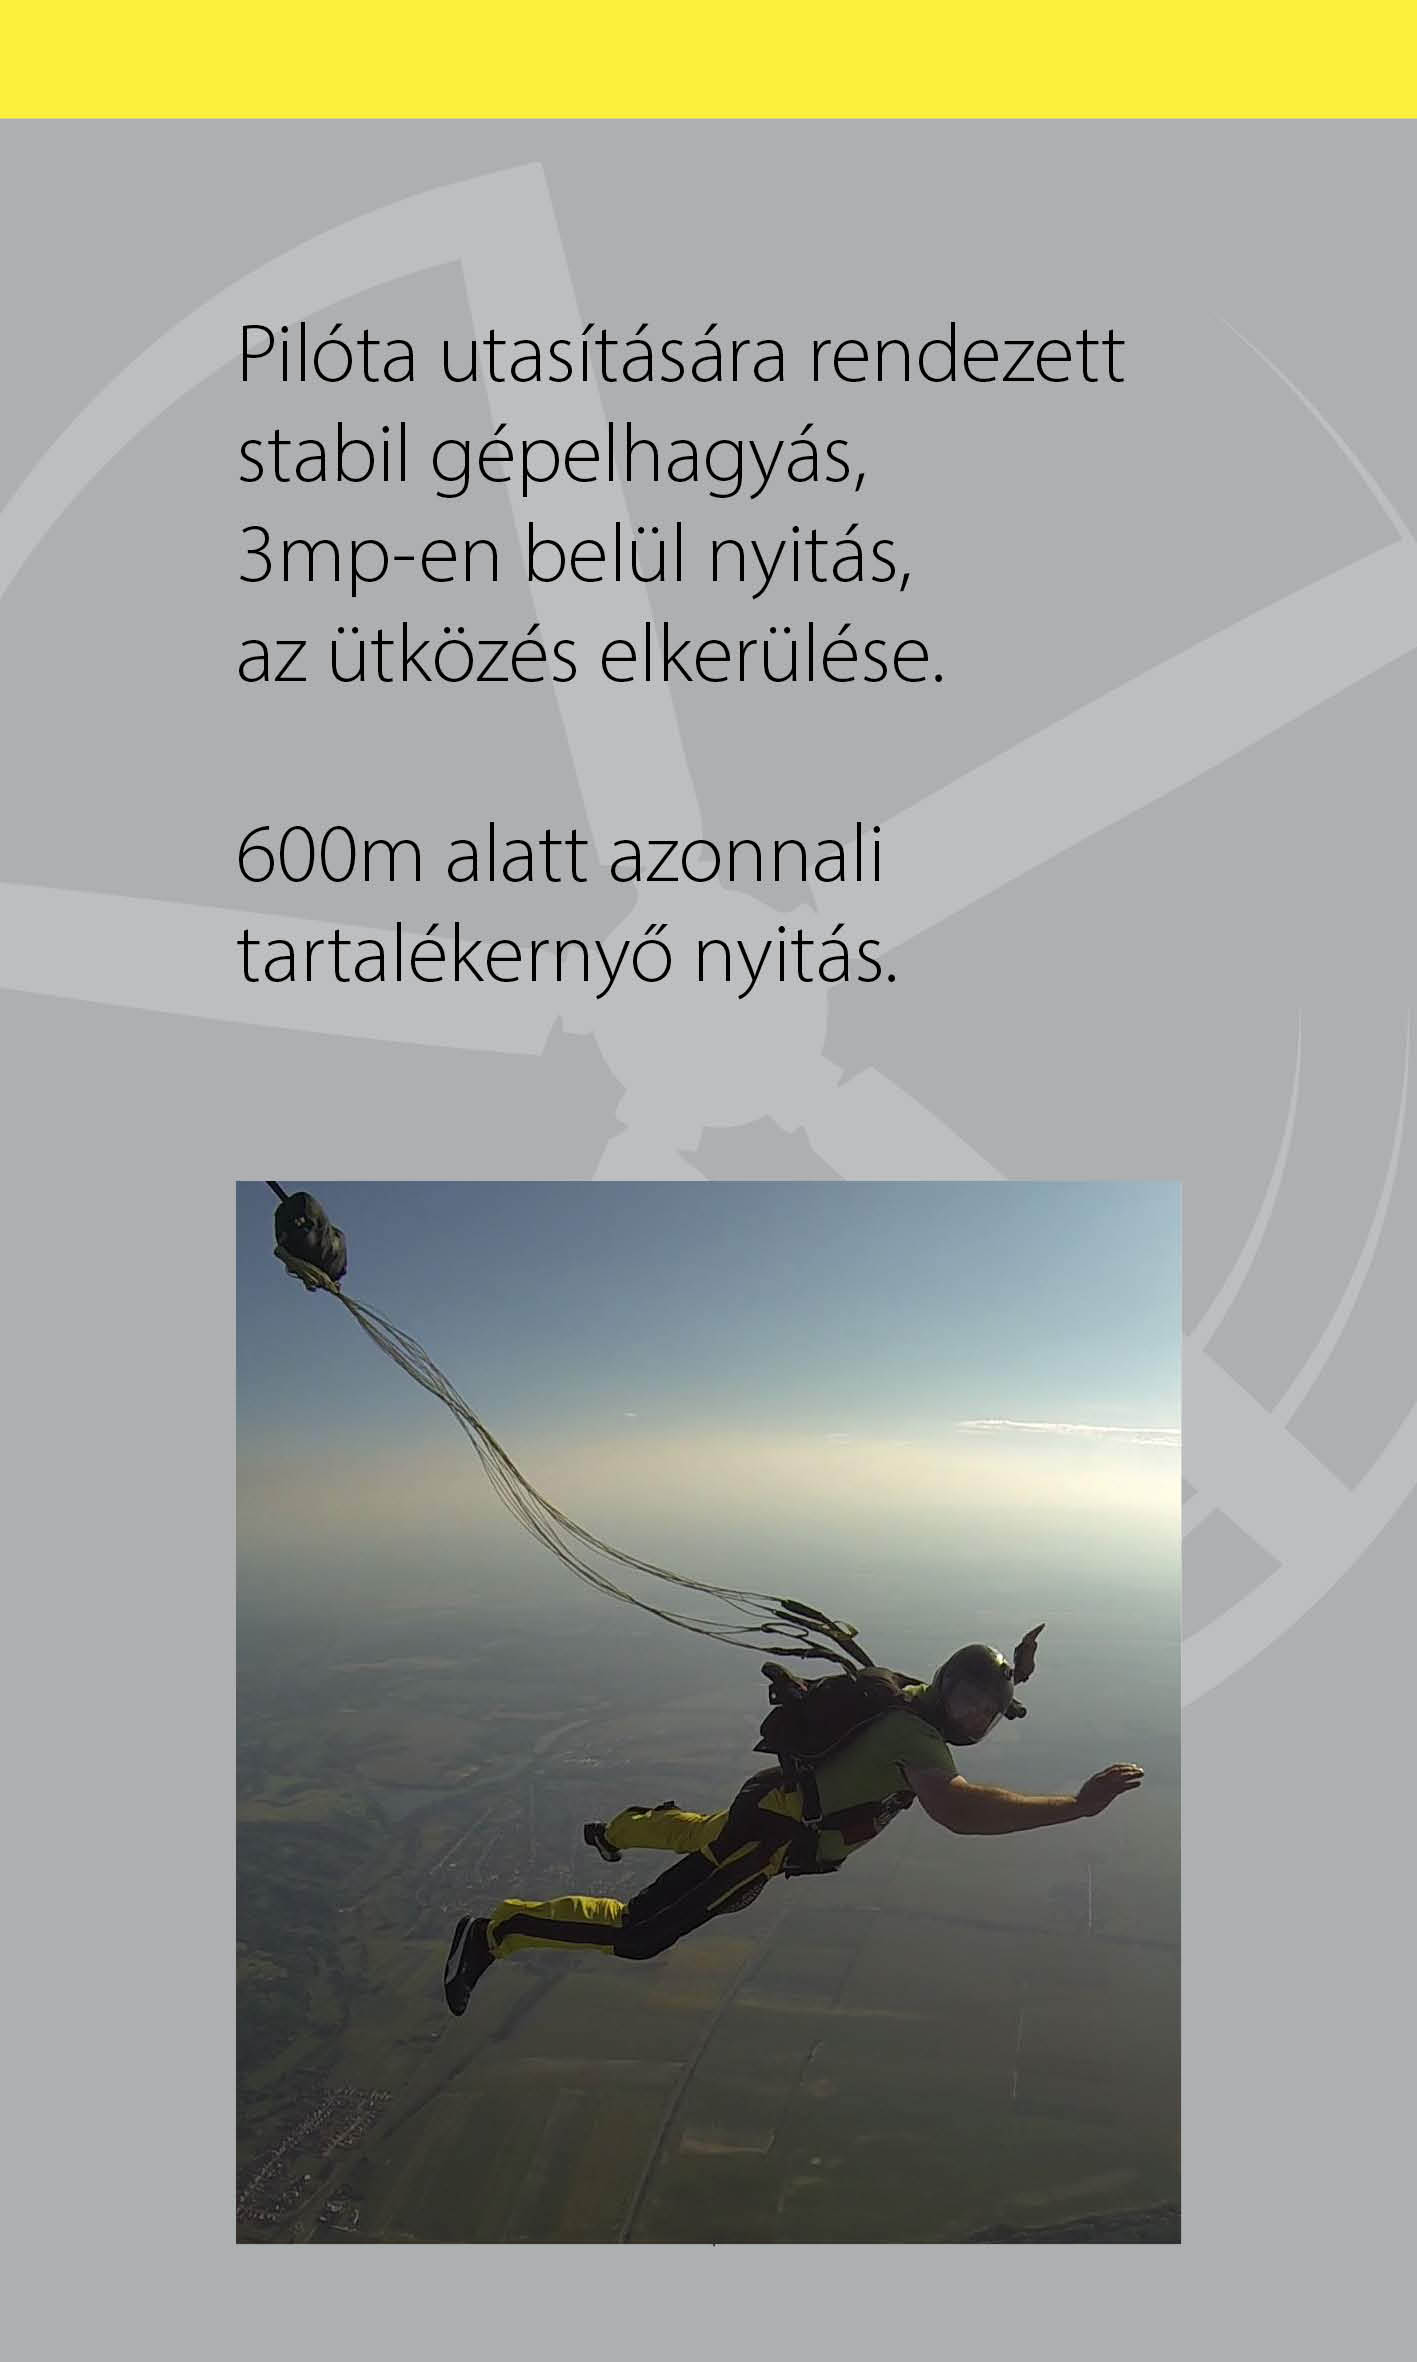 Pilóta utasítására rendezett
stabil gépelhagyás,
3mp-en belül nyitás,
az ütközés elkerülése.
600m alatt azonnali
tartalékernyő nyitás.